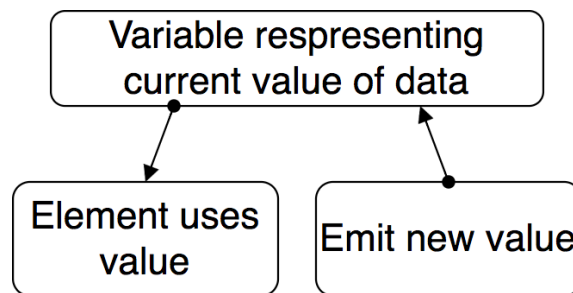 Variable respresenting
current value of data
Element uses
value
Emit new value